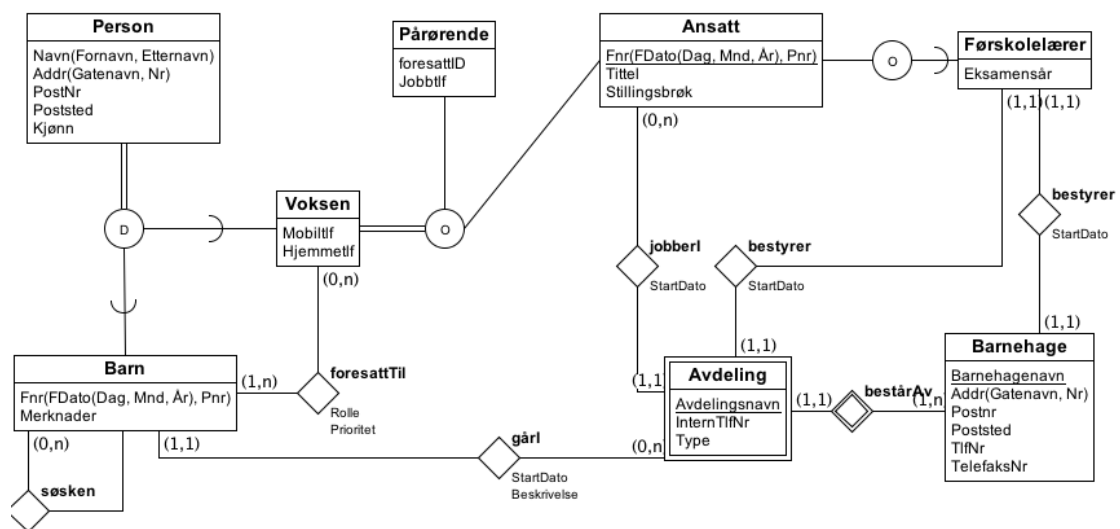 Person
Navn(Fornavn, Etternavn)
Addr(Gatenavn, Nr)
PostNr
Poststed
Kjønn
Pårørende
foresattID
Jobbtlf
Ansatt
Fnr(FDato(Dag, Mnd, År), Pnr)
Tittel
Stillingsbrøk
(0,n)
O
Førskolelærer
Eksamensår
(1,1)(1,1)
D
Voksen
Mobiltlf
Hjemmetlf
(0,n)
O
jobberI
StartDato
bestyrer
StartDato
bestyrer
StartDato
Barn
Fnr(FDato(Dag, Mnd, År), Pnr)
Merknader
(0,n)
(1,1)
søsken
(1,n)
foresattTil
Rolle
Prioritet
gårI
StartDato
Beskrivelse
(0,n)
(1,1)
(1,1)
Avdeling
Avdelingsnavn
InternTlfNr
Type
(1,1)
bestårAv
(1,n)
(1,1)
Barnehage
Barnehagenavn
Addr(Gatenavn, Nr)
Postnr
Poststed
TlfNr
TelefaksNr